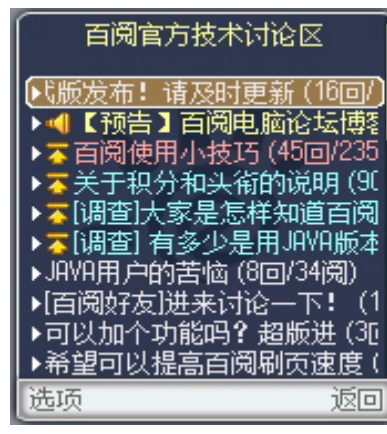 百阅官方技术讨论区
版发布！请及时更新 (16回/
【预告】百阅电脑论坛博
百阅使用小技巧 (45回/235
关于积分和头衔的说明 (90
[调查]大家是怎样知道百阅
[调查] 有多少是用JAVA版本
JAVA用户的苦恼 (8回/34阅)
[百阅好友]进来讨论一下！ (1
可以加个功能吗？超版进 (3
希望可以提高百阅刷页速度 (
选项 返回